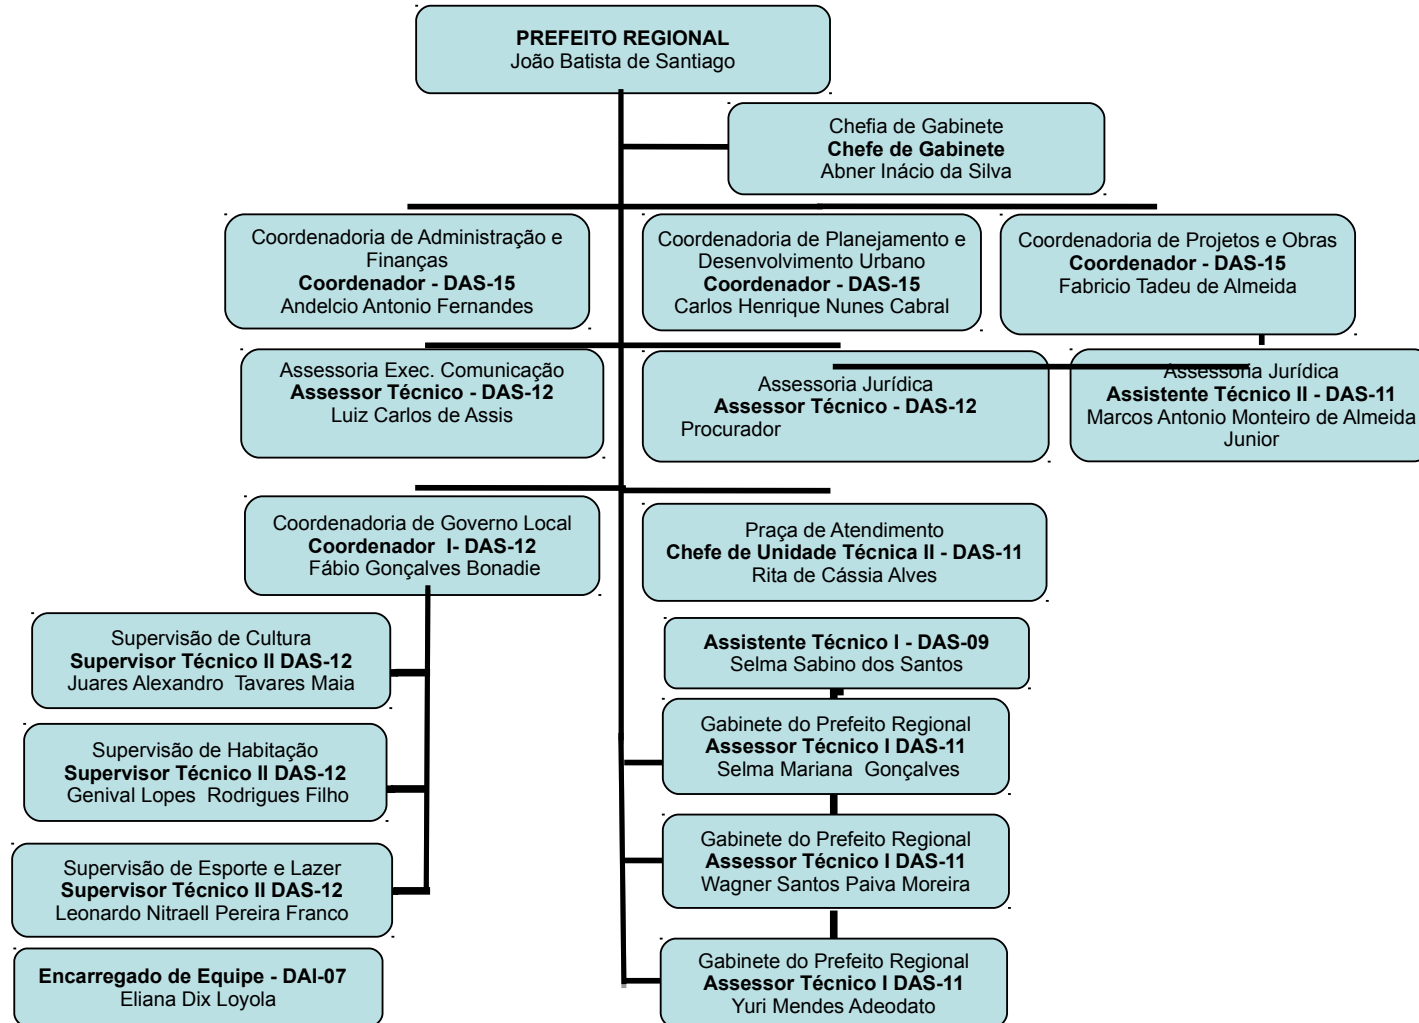 PREFEITO REGIONAL
João Batista de Santiago
Chefia de Gabinete
Chefe de Gabinete
Abner Inácio da Silva
Coordenadoria de Administração e
Finanças
Coordenador - DAS-15
Andelcio Antonio Fernandes
Coordenadoria de Planejamento e
Desenvolvimento Urbano
Coordenador - DAS-15
Carlos Henrique Nunes Cabral
Coordenadoria de Projetos e Obras
Coordenador - DAS-15
Fabricio Tadeu de Almeida
Assessoria Exec. Comunicação
Assessor Técnico - DAS-12
Luiz Carlos de Assis
Assessoria Jurídica
Assessor Técnico - DAS-12
Procurador
Assessoria Jurídica
Assistente Técnico II - DAS-11
Marcos Antonio Monteiro de Almeida
Junior
Coordenadoria de Governo Local
Coordenador I- DAS-12
Fábio Gonçalves Bonadie
Praça de Atendimento
Chefe de Unidade Técnica II - DAS-11
Rita de Cássia Alves
Supervisão de Cultura
Supervisor Técnico II DAS-12
Juares Alexandro Tavares Maia
Supervisão de Habitação
Supervisor Técnico II DAS-12
Genival Lopes Rodrigues Filho
Supervisão de Esporte e Lazer
Supervisor Técnico II DAS-12
Leonardo Nitraell Pereira Franco
Encarregado de Equipe - DAI-07
Eliana Dix Loyola
Assistente Técnico I - DAS-09
Selma Sabino dos Santos
Gabinete do Prefeito Regional
Assessor Técnico I DAS-11
Selma Mariana Gonçalves
Gabinete do Prefeito Regional
Assessor Técnico I DAS-11
Wagner Santos Paiva Moreira
Gabinete do Prefeito Regional
Assessor Técnico I DAS-11
Yuri Mendes Adeodato